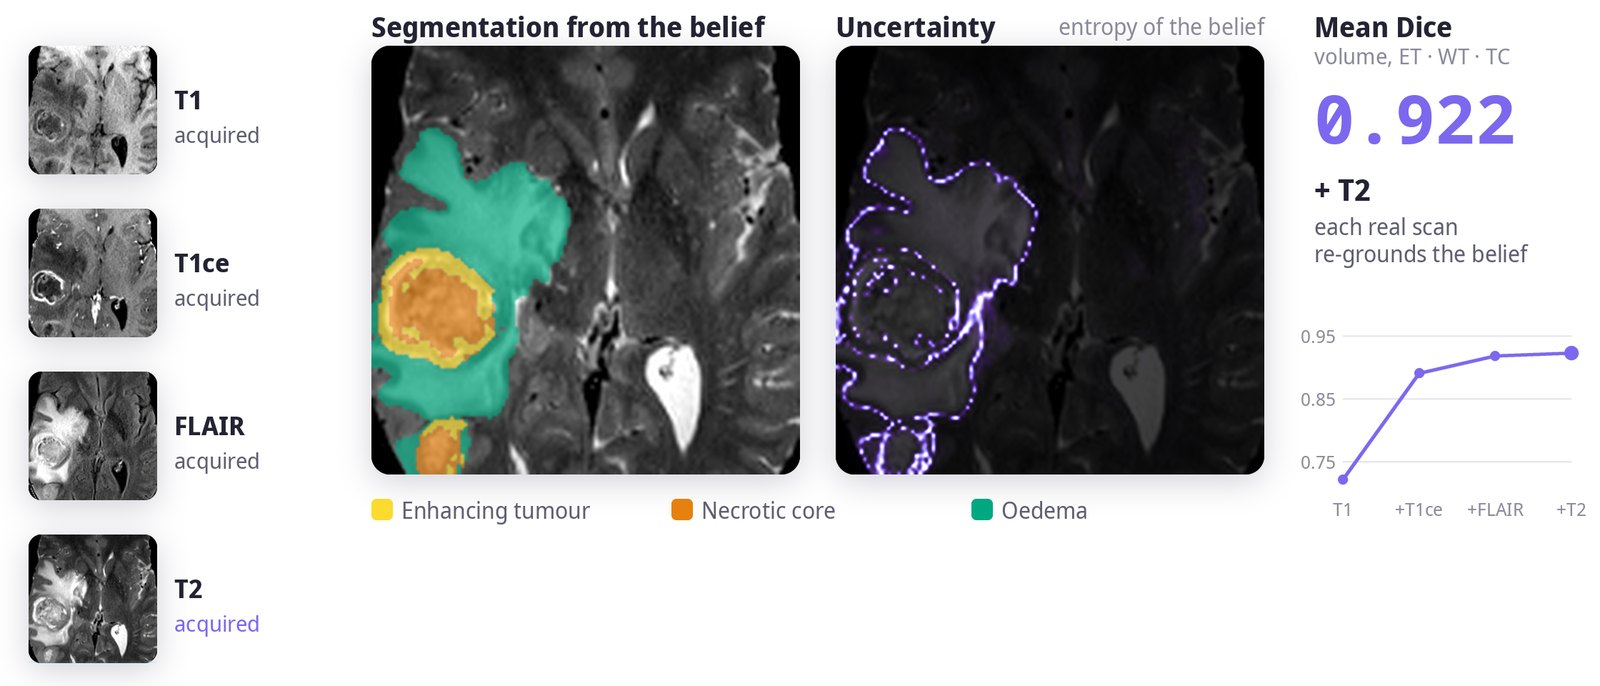 T1
acquired
T1ce
acquired
FLAIR
acquired
T2
acquired
Segmentation from the belief
Enhancing tumour
Necrotic core
Oedema
Uncertainty
entropy of the belief
Mean Dice
volume, ET · WT · TC
0.922
+ T2
each real scan
re-grounds the belief
0.95
0.85
0.75
T1
+T1ce
+FLAIR
+T2